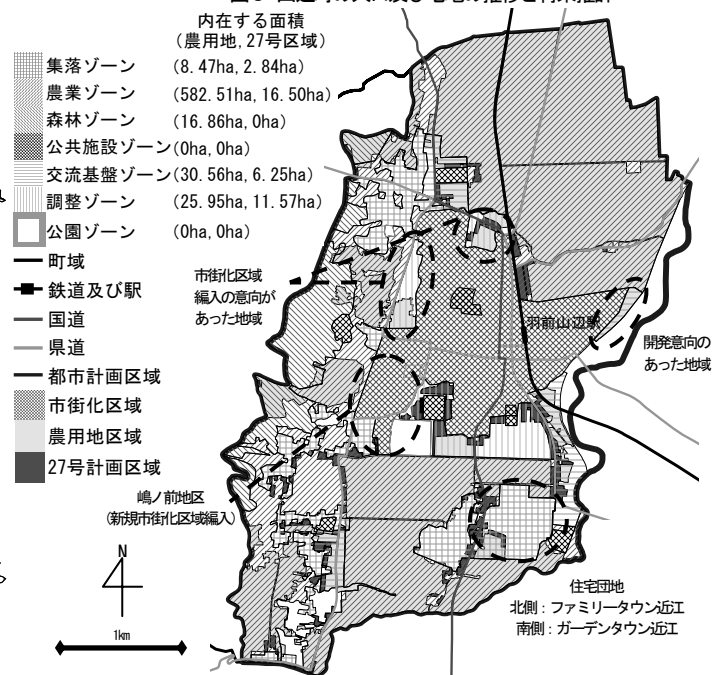 内在する面積
(農用地,27号区域)
集落ゾーン (8.47ha, 2.84ha)
農業ゾーン (582.51ha, 16.50ha)
森林ゾーン (16.86ha, 0ha)
公共施設ゾーン(0ha, 0ha)
交流基盤ゾーン(30.56ha, 6.25ha)
調整ゾーン (25.95ha, 11.57ha)
公園ゾーン (0ha, 0ha)
町域
鉄道及び駅
国道
県道
都市計画区域
市街化区域
農用地区域
27号計画区域
市街化区域
編入の意向が
あった地域
羽前山辺駅
開発意向の
あった地域
嶋ノ前地区
(新規市街化区域編入)
住宅団地
北側:ファミリータウン近江
南側:ガーデンタウン近江
N
1km